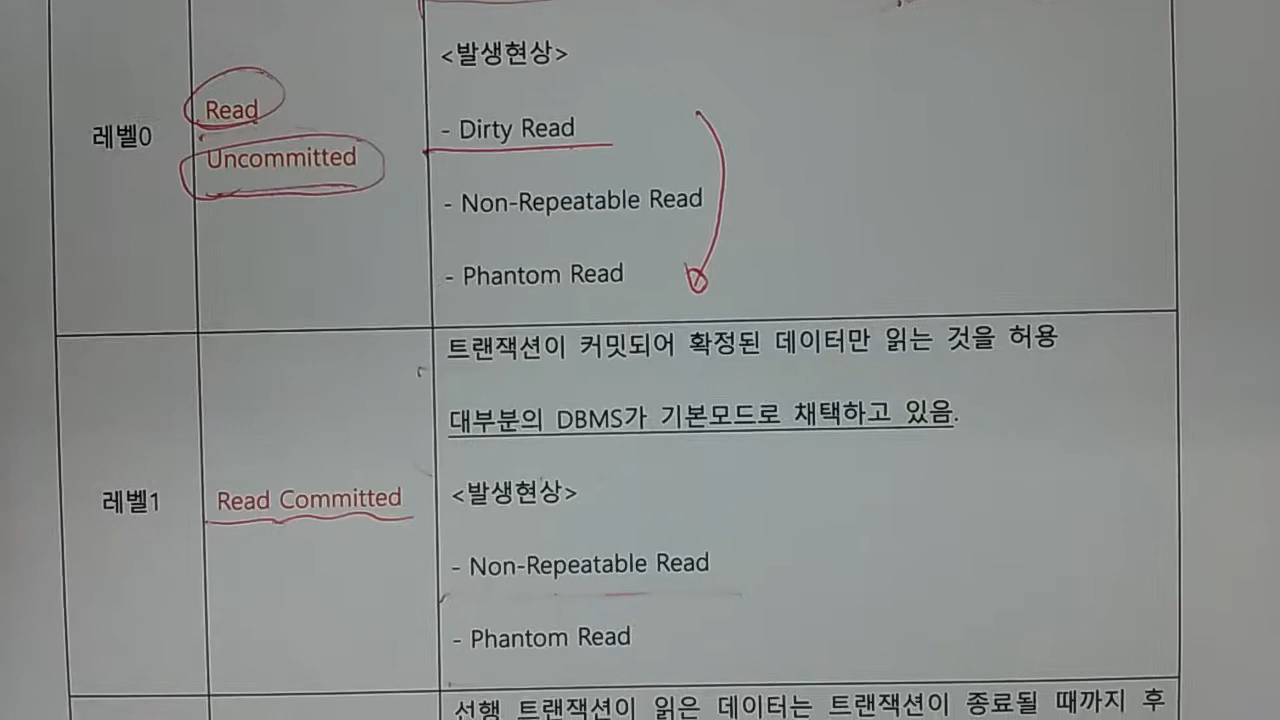 <발생현상>
레벨0
Read
Uncommitted
- Dirty Read
- Non-Repeatable Read
- Phantom Read
트랜잭션이 커밋되어 확정된 데이터만 읽는 것을 허용
대부분의 DBMS가 기본모드로 채택하고 있음.
레벨1
Read Committed
<발생현상>
- Non-Repeatable Read
- Phantom Read
선행 트랜잭션이 읽은 데이터는 트랜잭션이 종료될 때까지 후